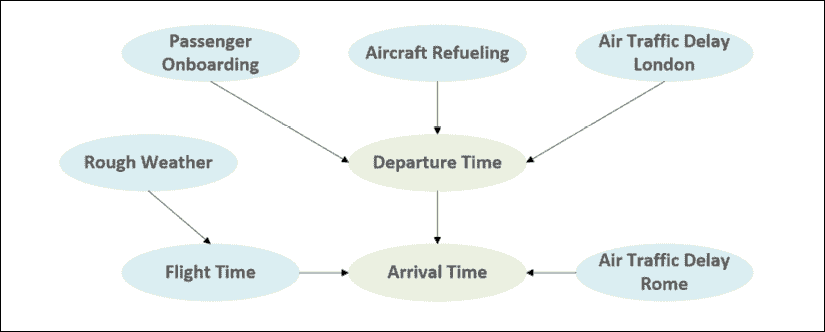 Passenger
Onboarding
Aircraft Refueling
Air Traffic Delay
London
Rough Weather
Departure Time
Flight Time
Arrival Time
Air Traffic Delay
Rome